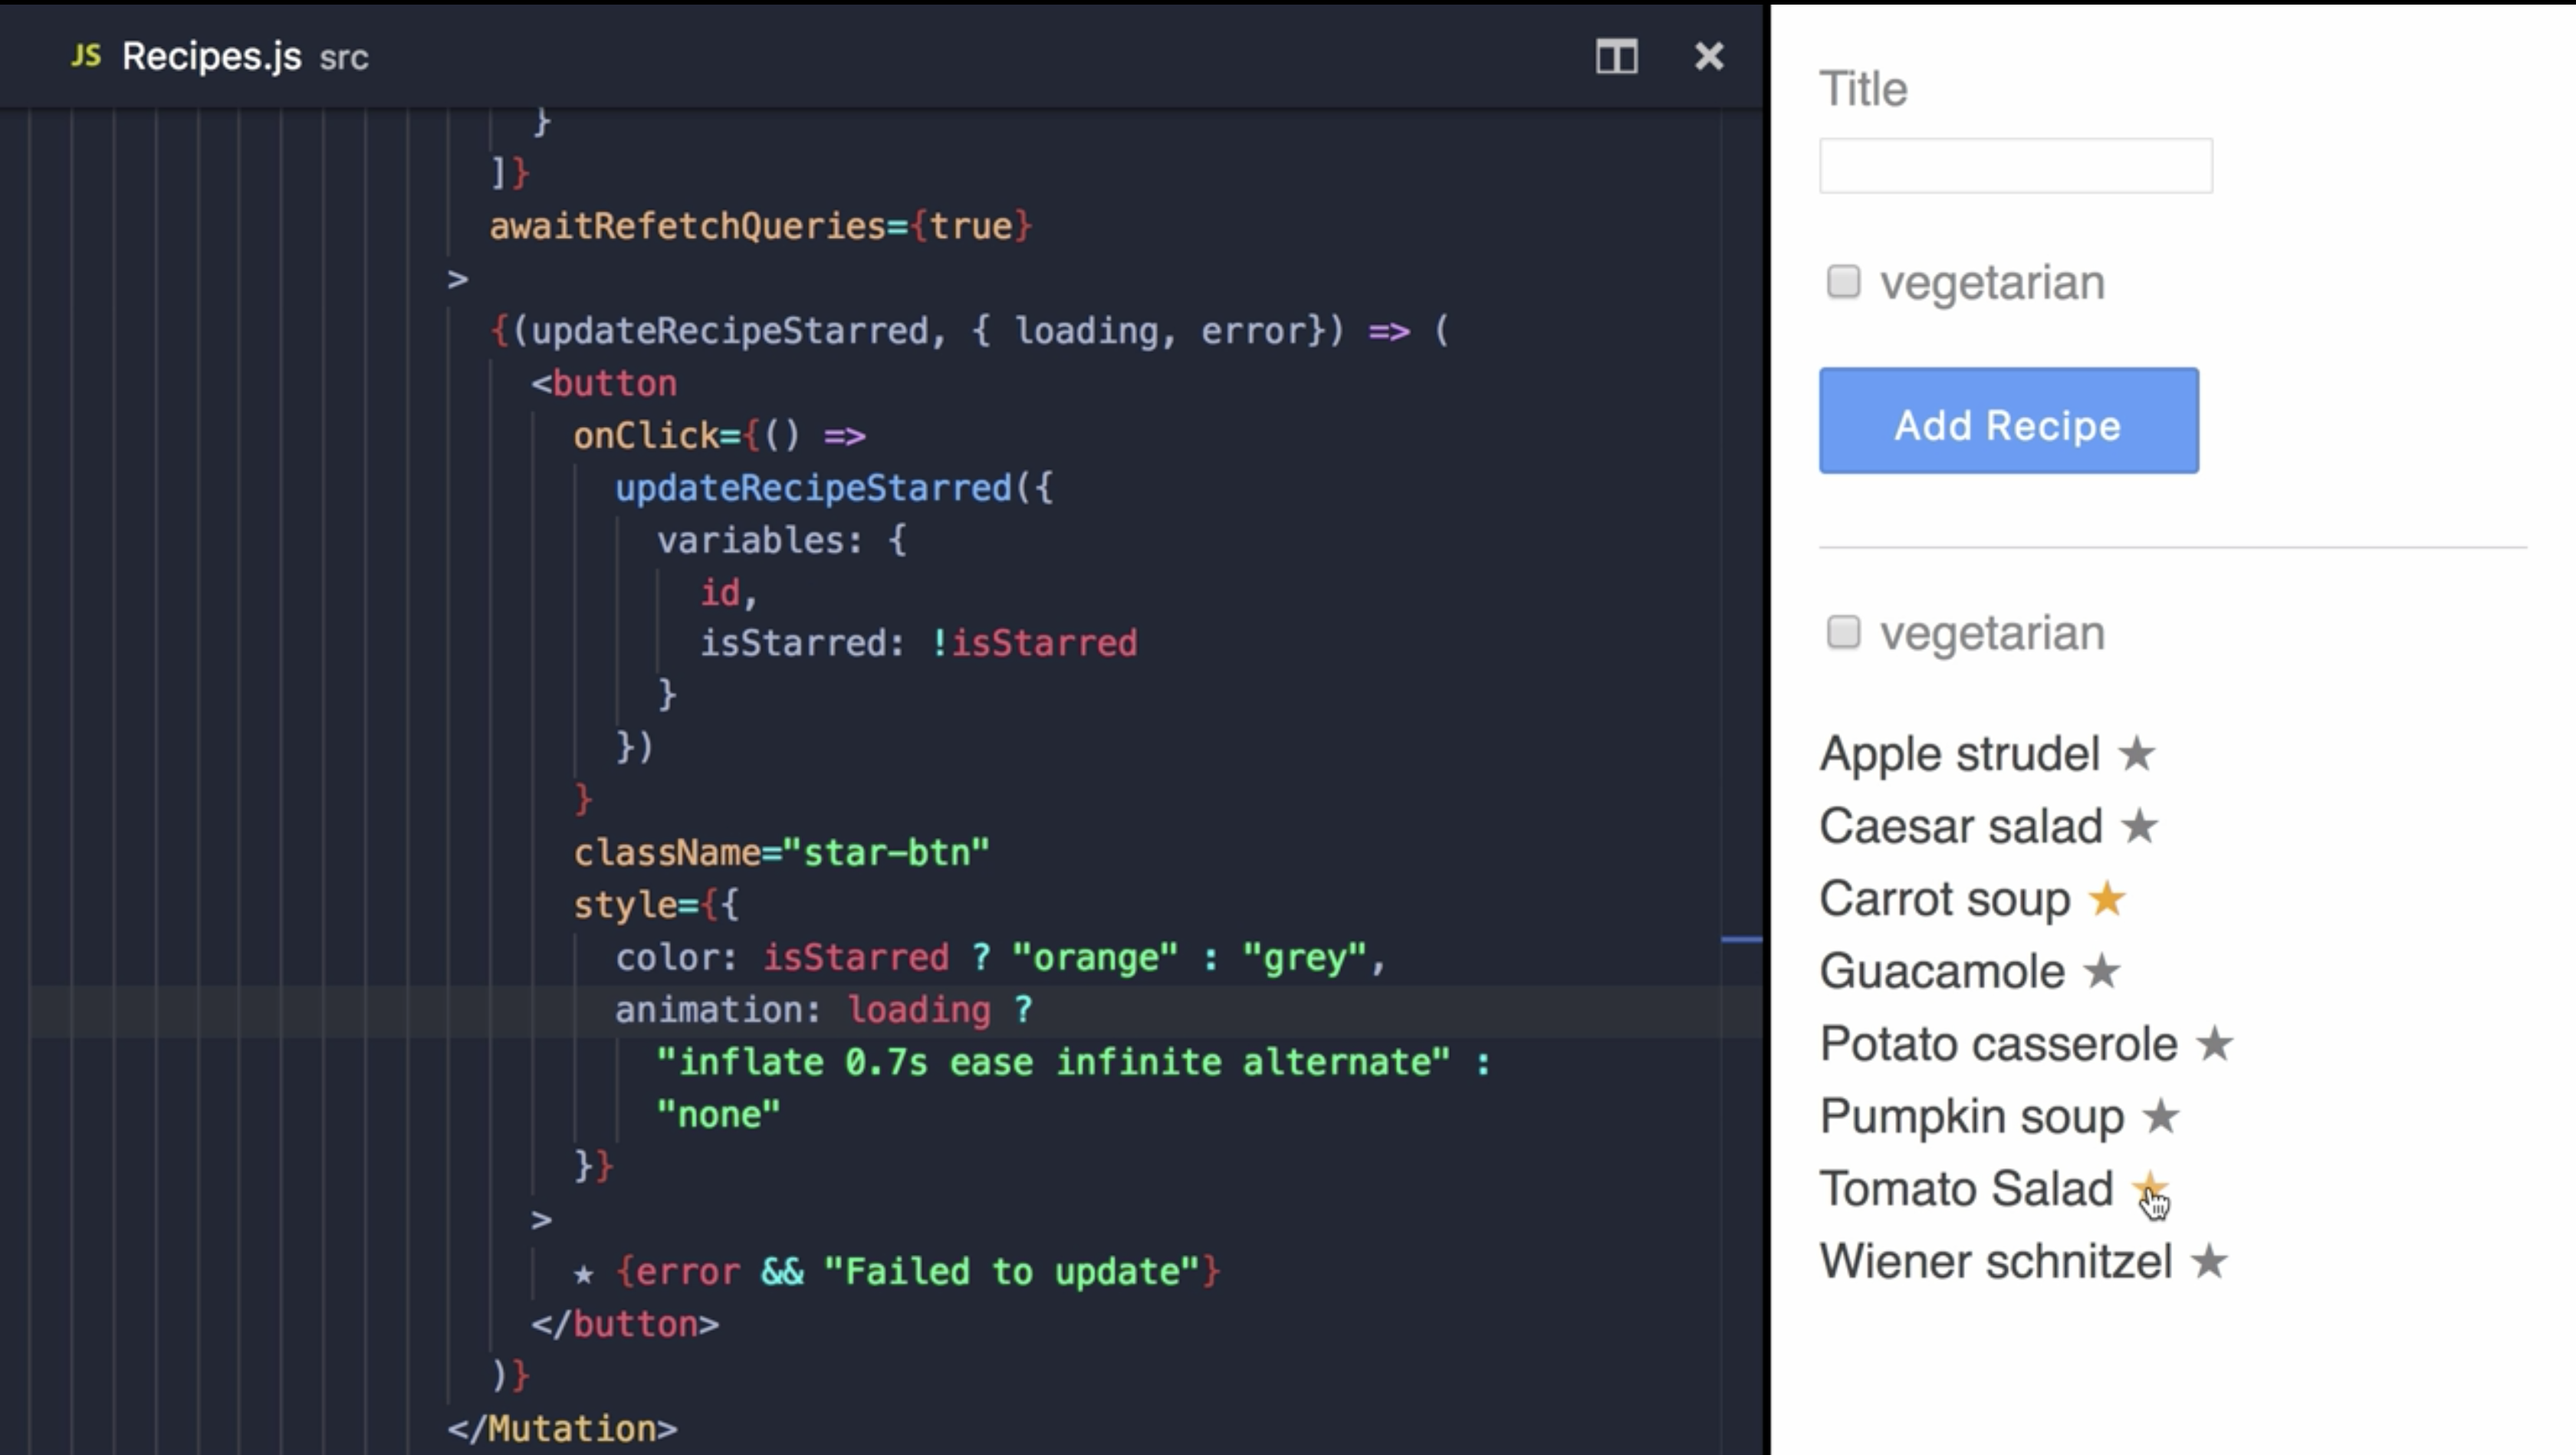 JS Recipes.js src
}
]}
awaitRefetchQueries={true}
>
{(updateRecipeStarred, { loading, error}) => (
<button
onClick={() =>
updateRecipeStarred({
variables: {
id,
isStarred: !isStarred
}
})
}
className="star-btn"
style={{
color: isStarred ? "orange" : "grey",
animation: loading ?
"inflate 0.7s ease infinite alternate" :
"none"
}}
>
★ {error && "Failed to update"}
</button>
)}
</Mutation>
Title
vegetarian
Add Recipe
vegetarian
Apple strudel ★
Caesar salad ★
Carrot soup ★
Guacamole ★
Potato casserole ★
Pumpkin soup ★
Tomato Salad ★
Wiener schnitzel ★